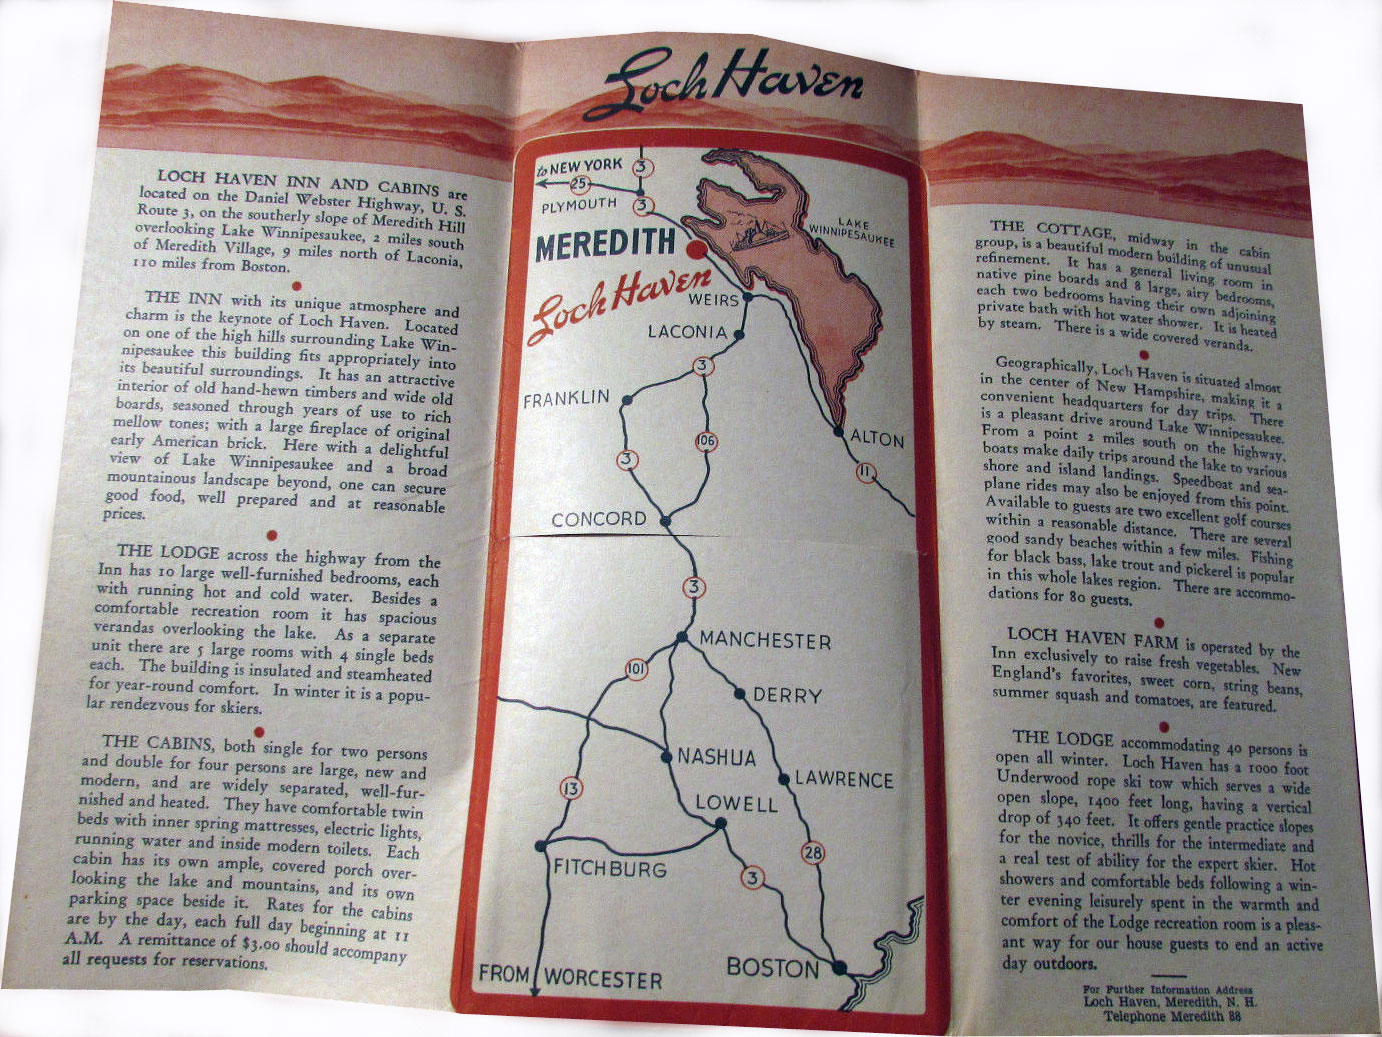 LOCH HAVEN INN AND CABINS are
located on the Daniel Webster Highway, U. S.
Route 3, on the southerly slope of Meredith Hill
overlooking Lake Winnipesaukee, 2 miles south
of Meredith Village, 9 miles north of Laconia,
110 miles from Boston.
THE INN with its unique atmosphere and
charm is the keynote of Loch Haven. Located
on one of the high hills surrounding Lake Win-
nipesaukee this building fits appropriately into
its beautiful surroundings. It has an attractive
interior of old hand-hewn timbers and wide old
boards, seasoned through years of use to rich
mellow tones; with a large fireplace of original
early American brick. Here with a delightful
view of Lake Winnipesaukee and a broad
mountainous landscape beyond, one can secure
good food, well prepared and at reasonable
prices.
THE LODGE across the highway from the
Inn has 10 large well-furnished bedrooms, each
with running hot and cold water. Besides a
comfortable recreation room it has spacious
verandas overlooking the lake. As a separate
unit there are 5 large rooms with 4 single beds
each. The building is insulated and steamheated
for year-round comfort. In winter it is a popu-
lar rendezvous for skiers.
THE CABINS, both single for two persons
and double for four persons are large, new and
modern, and are widely separated, well-fur-
nished and heated. They have comfortable twin
beds with inner spring mattresses, electric lights,
running water and inside modern toilets. Each
cabin has its own ample, covered porch over-
looking the lake and mountains, and its own
parking space beside it. Rates for the cabins
are by the day, each full day beginning at 11
A.M. A remittance of $3.00 should accompany
all requests for reservations.
Loch Haven
to NEW YORK
3
25
PLYMOUTH
3
LAKE
WINNIPESAUKEE
MEREDITH
Loch Haven
WEIRS
LACONIA
3
FRANKLIN
106
ALTON
3
11
CONCORD
3
MANCHESTER
101
DERRY
NASHUA
LAWRENCE
13
LOWELL
28
FITCHBURG
3
BOSTON
FROM WORCESTER
THE COTTAGE, midway in the cabin
group, is a beautiful modern building of unusual
refinement. It has a general living room in
native pine boards and 8 large, airy bedrooms,
each two bedrooms having their own adjoining
private bath with hot water shower. It is heated
by steam. There is a wide covered veranda.
Geographically, Loch Haven is situated almost
in the center of New Hampshire, making it a
convenient headquarters for day trips. There
is a pleasant drive around Lake Winnipesaukee.
From a point 2 miles south on the highway,
boats make daily trips around the lake to various
shore and island landings. Speedboat and sea-
plane rides may also be enjoyed from this point.
Available to guests are two excellent golf courses
within a reasonable distance. There are several
good sandy beaches within a few miles. Fishing
for black bass, lake trout and pickerel is popular
in this whole lakes region. There are accommo-
dations for 80 guests.
LOCH HAVEN FARM is operated by the
Inn exclusively to raise fresh vegetables. New
England's favorites, sweet corn, string beans,
summer squash and tomatoes, are featured.
THE LODGE accommodating 40 persons is
open all winter. Loch Haven has a 1000 foot
Underwood rope ski tow which serves a wide
open slope, 1400 feet long, having a vertical
drop of 340 feet. It offers gentle practice slopes
for the novice, thrills for the intermediate and
a real test of ability for the expert skier. Hot
showers and comfortable beds following a win-
ter evening leisurely spent in the warmth and
comfort of the Lodge recreation room is a pleas-
ant way for our house guests to end an active
day outdoors.
For Further Information Address
Loch Haven, Meredith, N. H.
Telephone Meredith 88